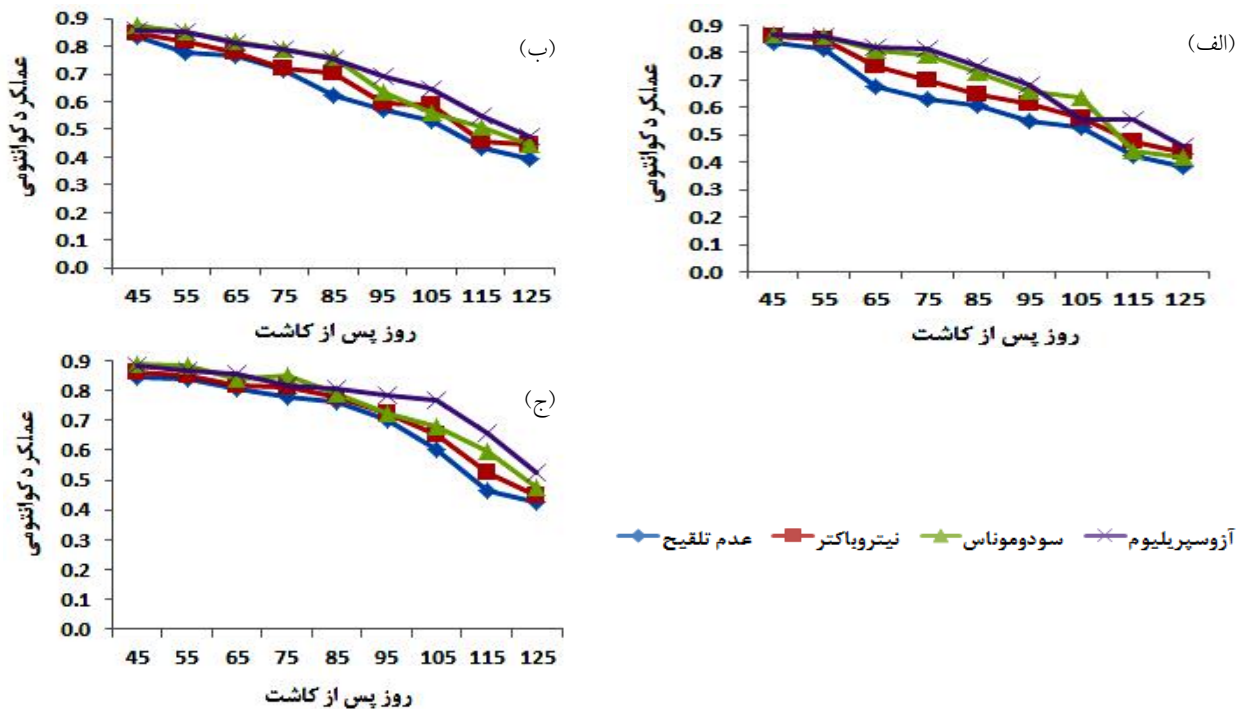 (الف)
عملکرد کوانتومی
0.9
0.8
0.7
0.6
0.5
0.4
0.3
0.2
0.1
0.0
45 55 65 75 85 95 105 115 125
روز پس از کاشت
(ب)
عملکرد کوانتومی
0.9
0.8
0.7
0.6
0.5
0.4
0.3
0.2
0.1
0.0
45 55 65 75 85 95 105 115 125
روز پس از کاشت
(ج)
عملکرد کوانتومی
0.9
0.8
0.7
0.6
0.5
0.4
0.3
0.2
0.1
0.0
45 55 65 75 85 95 105 115 125
روز پس از کاشت
آزوسپریلیوم سودوموناس نیتروباکتر عدم تلقیح